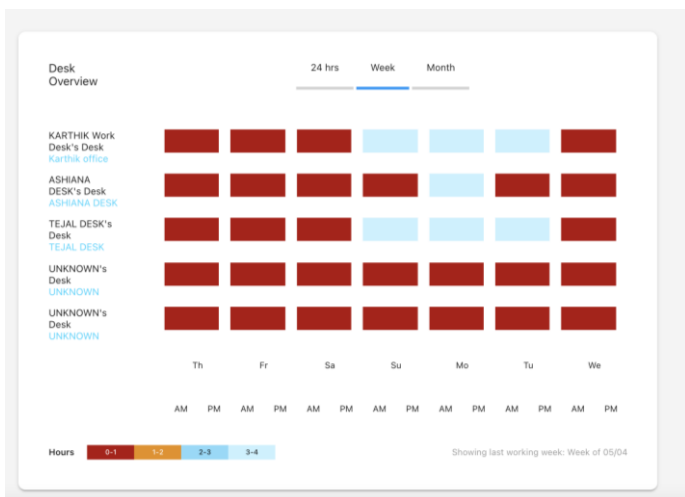 Desk
Overview
24 hrs Week Month
KARTHIK Work
Desk's Desk
Karthik office
ASHIANA
DESK's Desk
ASHIANA DESK
TEJAL DESK's
Desk
TEJAL DESK
UNKNOWN's
Desk
UNKNOWN
UNKNOWN's
Desk
UNKNOWN
Th Fr Sa Su Mo Tu We
AM PM AM PM AM PM AM PM AM PM AM PM AM PM
Hours 0-1 1-2 2-3 3-4
Showing last working week: Week of 05/04